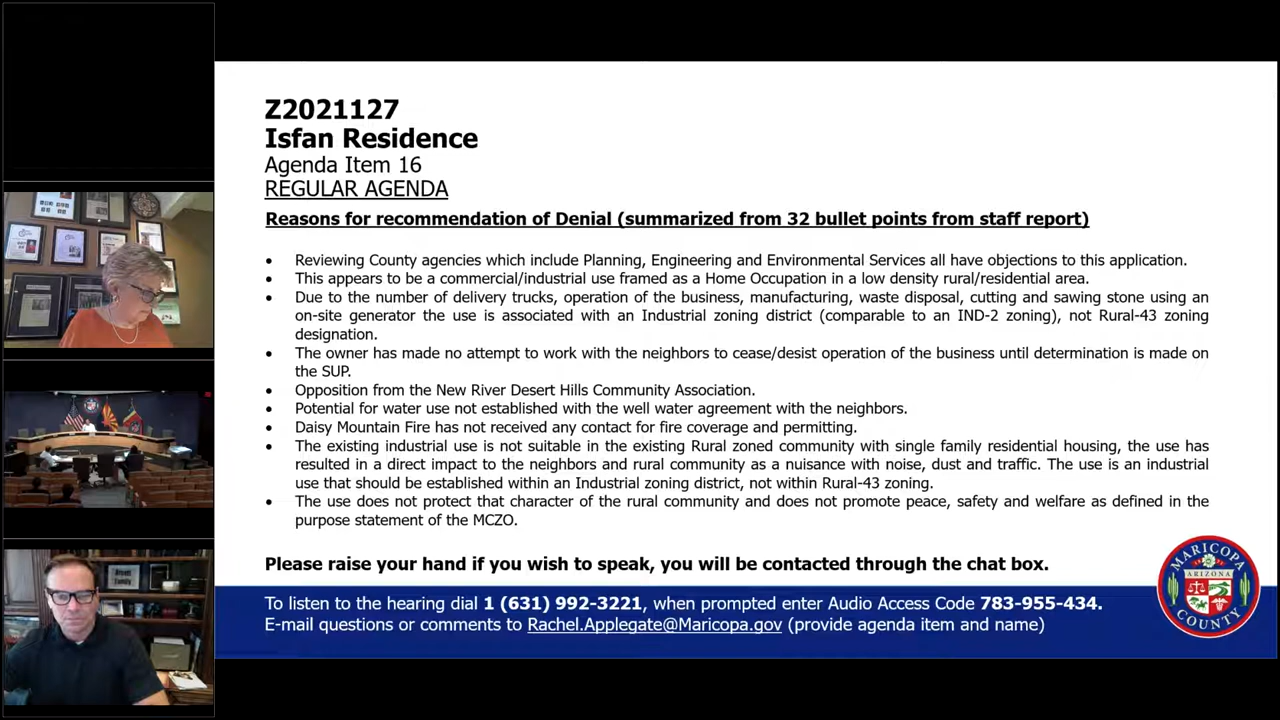 Z2021127
Isfan Residence
Agenda Item 16
REGULAR AGENDA
Reasons for recommendation of Denial (summarized from 32 bullet points from staff report)
• Reviewing County agencies which include Planning, Engineering and Environmental Services all have objections to this application.
• This appears to be a commercial/industrial use framed as a Home Occupation in a low density rural/residential area.
• Due to the number of delivery trucks, operation of the business, manufacturing, waste disposal, cutting and sawing stone using an
on-site generator the use is associated with an Industrial zoning district (comparable to an IND-2 zoning), not Rural-43 zoning
designation.
• The owner has made no attempt to work with the neighbors to cease/desist operation of the business until determination is made on
the SUP.
• Opposition from the New River Desert Hills Community Association.
• Potential for water use not established with the well water agreement with the neighbors.
• Daisy Mountain Fire has not received any contact for fire coverage and permitting.
• The existing industrial use is not suitable in the existing Rural zoned community with single family residential housing, the use has
resulted in a direct impact to the neighbors and rural community as a nuisance with noise, dust and traffic. The use is an industrial
use that should be established within an Industrial zoning district, not within Rural-43 zoning.
• The use does not protect that character of the rural community and does not promote peace, safety and welfare as defined in the
purpose statement of the MCZO.
Please raise your hand if you wish to speak, you will be contacted through the chat box.
To listen to the hearing dial 1 (631) 992-3221, when prompted enter Audio Access Code 783-955-434.
E-mail questions or comments to Rachel.Applegate@Maricopa.gov (provide agenda item and name)
MARICOPA
ARIZONA
COUNTY